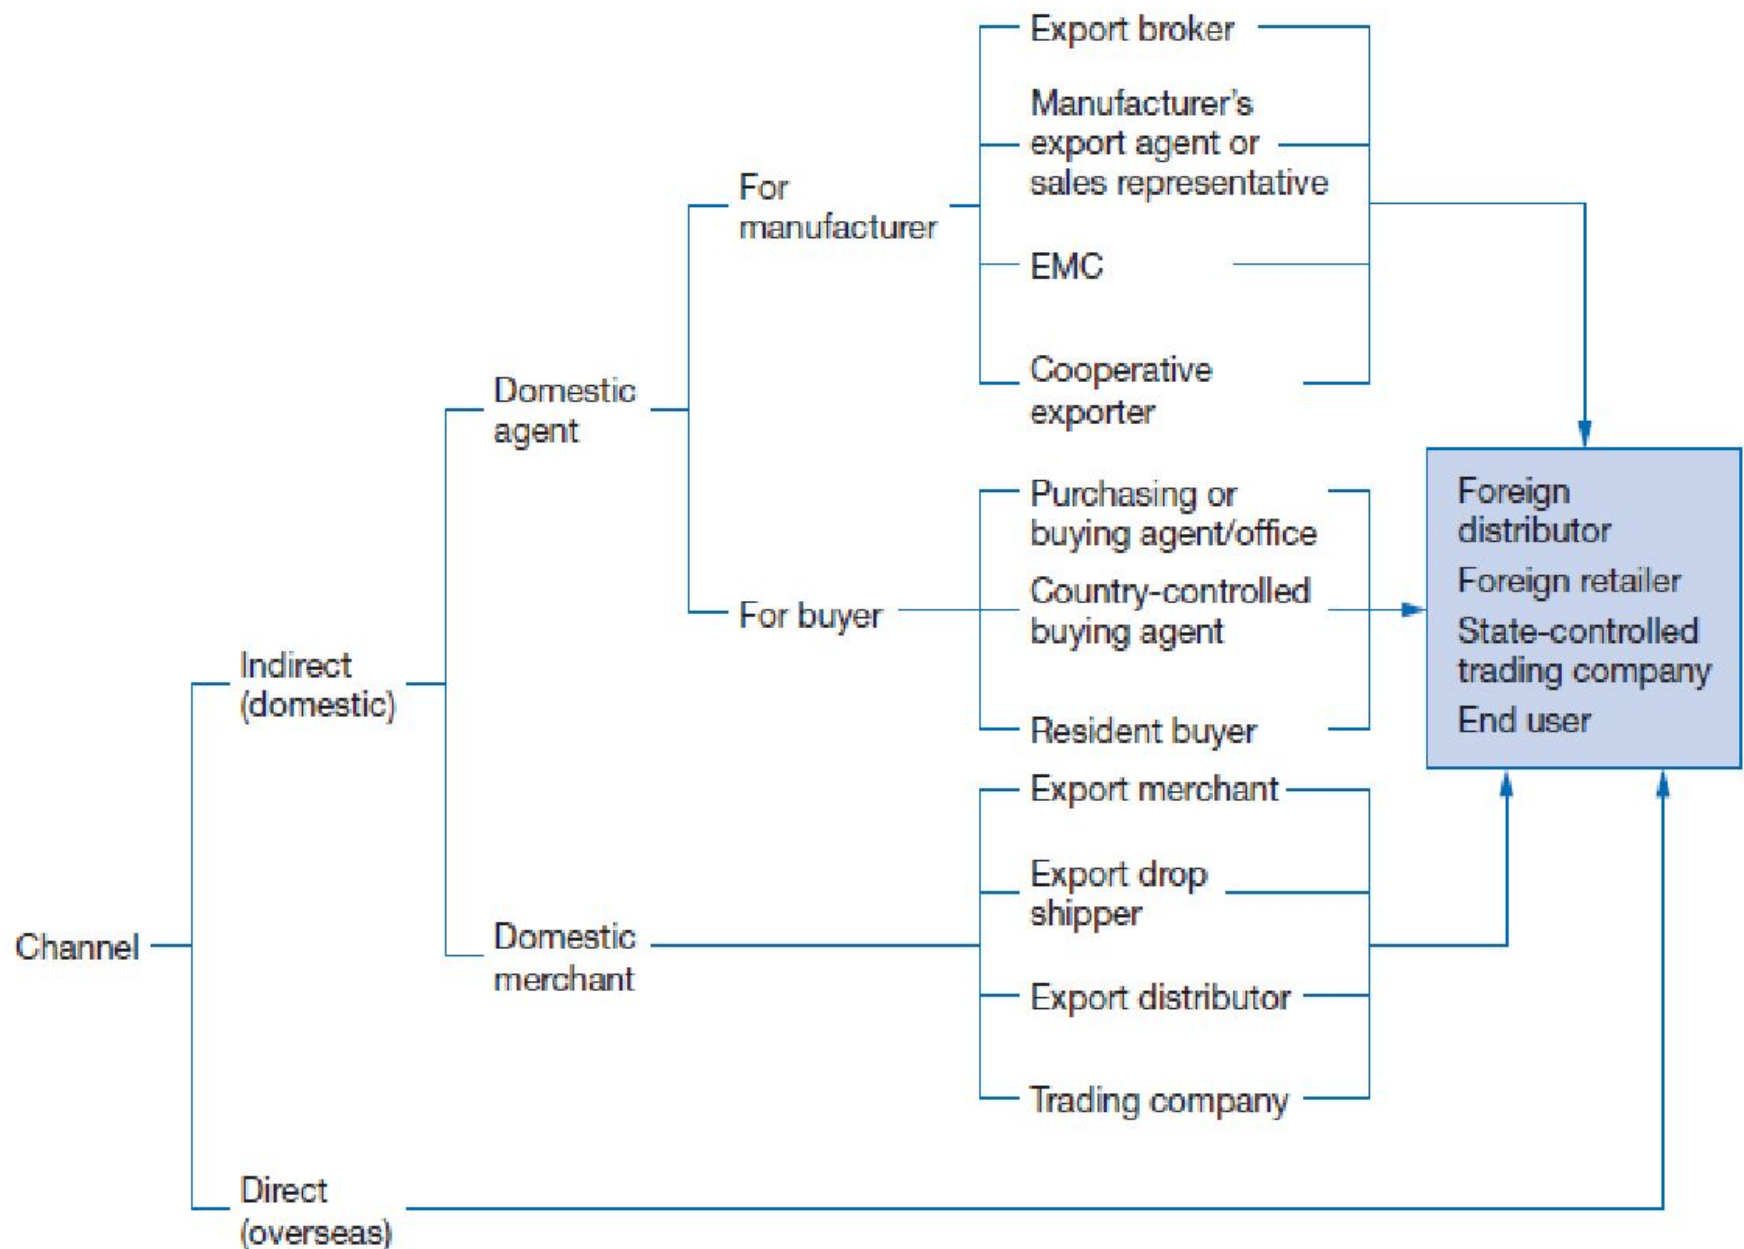 Export broker
Manufacturer's
export agent or
sales representative
For
manufacturer
EMC
Cooperative
exporter
Domestic
agent
Purchasing or
buying agent/office
Country-controlled
buying agent
For buyer
Resident buyer
Indirect
(domestic)
Export merchant
Export drop
shipper
Domestic
merchant
Export distributor
Trading company
Channel
Direct
(overseas)
Foreign
distributor
Foreign retailer
State-controlled
trading company
End user